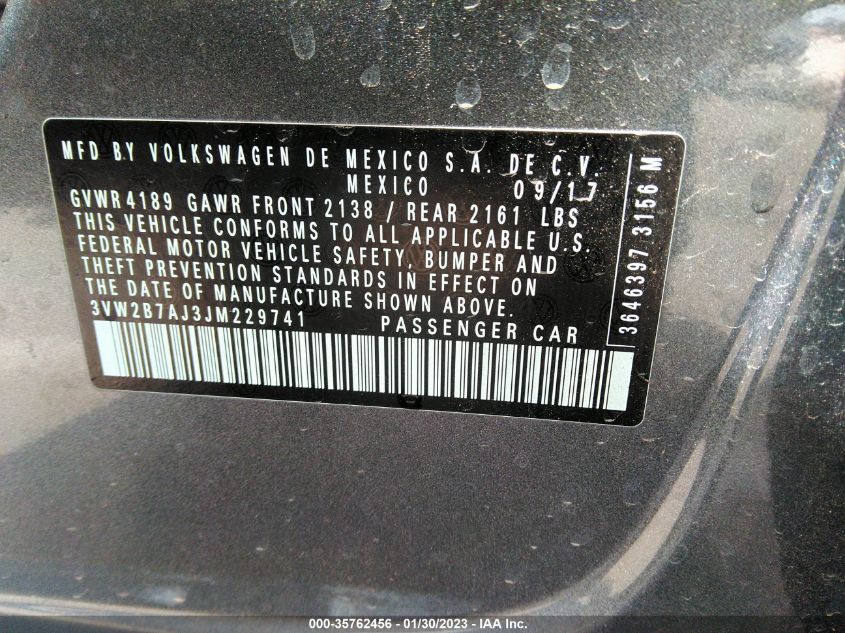 MFD BY VOLKSWAGEN DE MEXICO S.A. DE C.V.
MEXICO 09/17
GVWR 4189 GAWR FRONT 2138 / REAR 2161 LBS
THIS VEHICLE CONFORMS TO ALL APPLICABLE U.S.
FEDERAL MOTOR VEHICLE SAFETY, BUMPER AND
THEFT PREVENTION STANDARDS IN EFFECT ON
THE DATE OF MANUFACTURE SHOWN ABOVE.
3VW2B7AJ3JM229741 PASSENGER CAR
3646397 3156 M
000-35762456 - 01/30/2023 - IAA Inc.